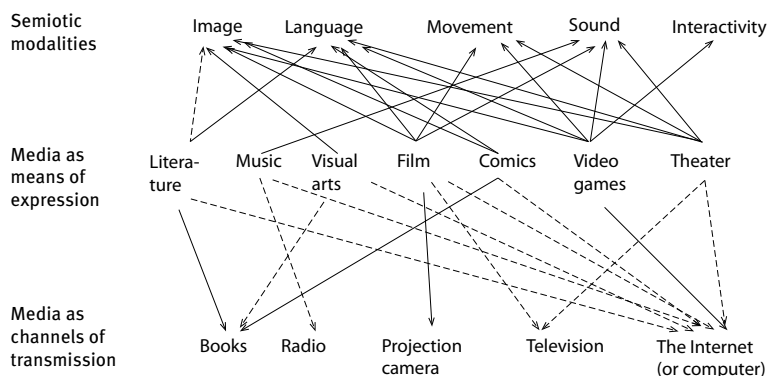 Semiotic
modalities
Image Language Movement Sound Interactivity
Media as
means of
expression
Litera-
ture
Music
Visual
arts
Film
Comics
Video
games
Theater
Media as
channels of
transmission
Books
Radio
Projection
camera
Television
The Internet
(or computer)